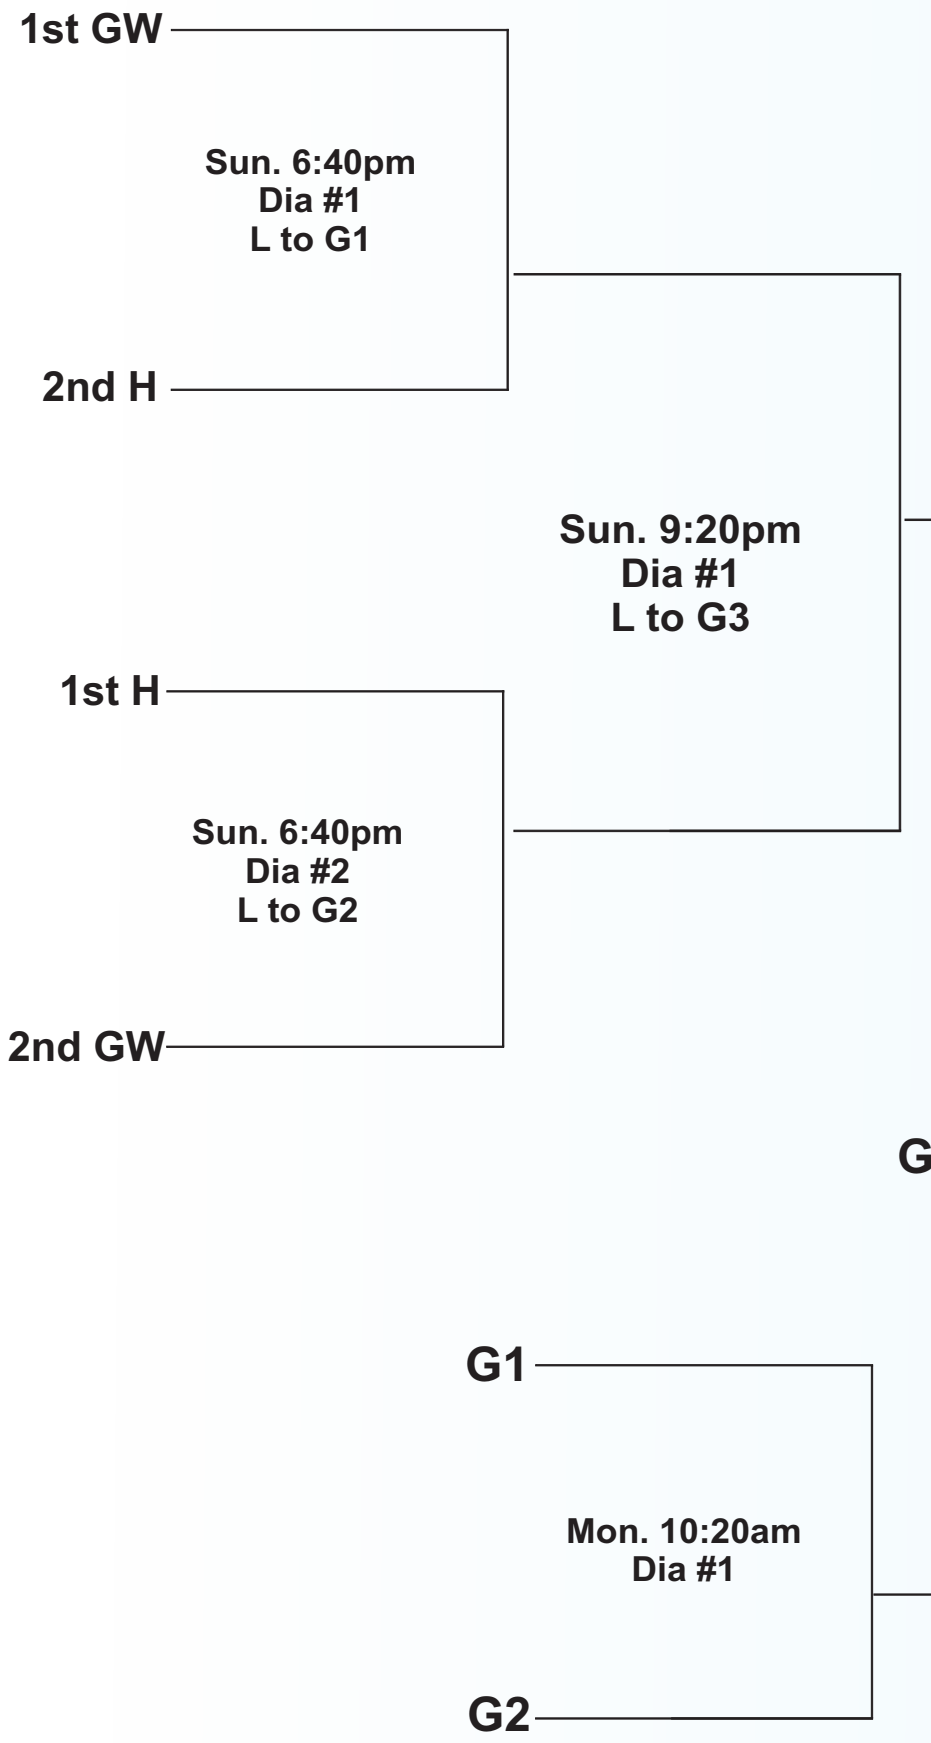 1st GW
Sun. 6:40pm
Dia #1
L to G1
2nd H
Sun. 9:20pm
Dia #1
L to G3
1st H
Sun. 6:40pm
Dia #2
L to G2
2nd GW
G
G1
Mon. 10:20am
Dia #1
G2